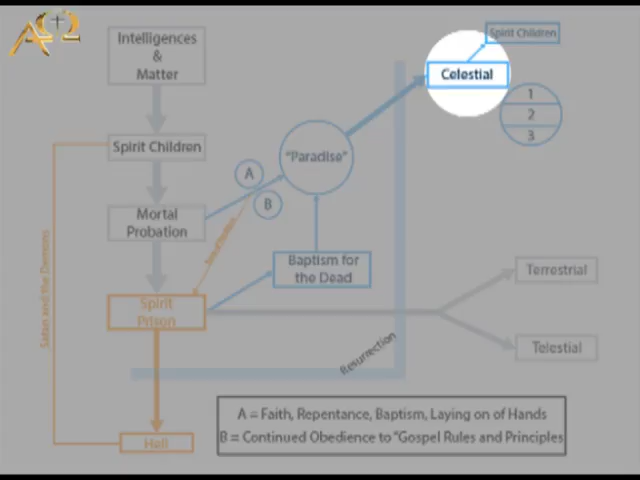 Intelligences
&
Matter
Spirit Children
Celestial
1
2
3
Spirit Children
"Paradise"
A
B
Mortal
Probation
Satan and the Demons
Baptism for
the Dead
Spirit
Prison
Terrestrial
Telestial
Resurrection
Hell
A = Faith, Repentance, Baptism, Laying on of Hands
B = Continued Obedience to "Gospel Rules and Principles